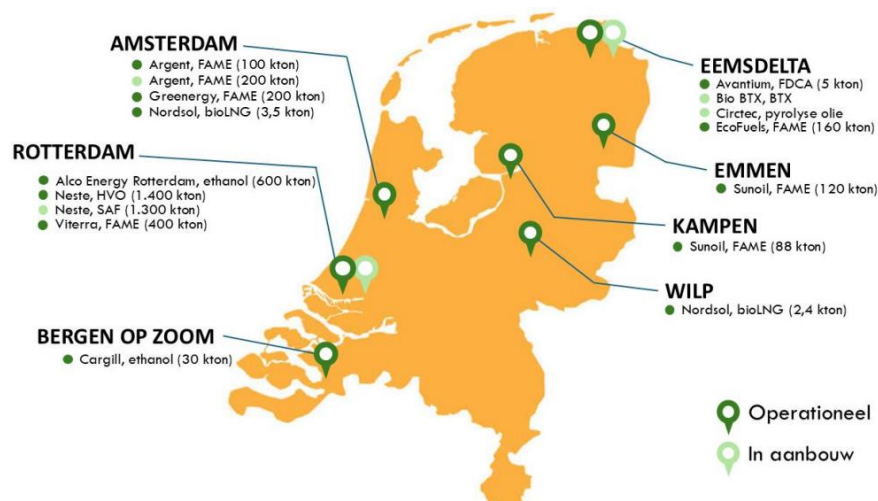 AMSTERDAM
Argent, FAME (100 kton)
Argent, FAME (200 kton)
Greenergy, FAME (200 kton)
Nordsol, bioLNG (3,5 kton)
ROTTERDAM
Alco Energy Rotterdam, ethanol (600 kton)
Neste, HVO (1.400 kton)
Neste, SAF (1.300 kton)
Viterra, FAME (400 kton)
BERGEN OP ZOOM
Cargill, ethanol (30 kton)
EEMSDELTA
Avantium, FDCA (5 kton)
Bio BTX, BTX
Circtec, pyrolyse olie
EcoFuels, FAME (160 kton)
EMMEN
Sunoil, FAME (120 kton)
KAMPEN
Sunoil, FAME (88 kton)
WILP
Nordsol, bioLNG (2,4 kton)
Operationeel
In aanbouw